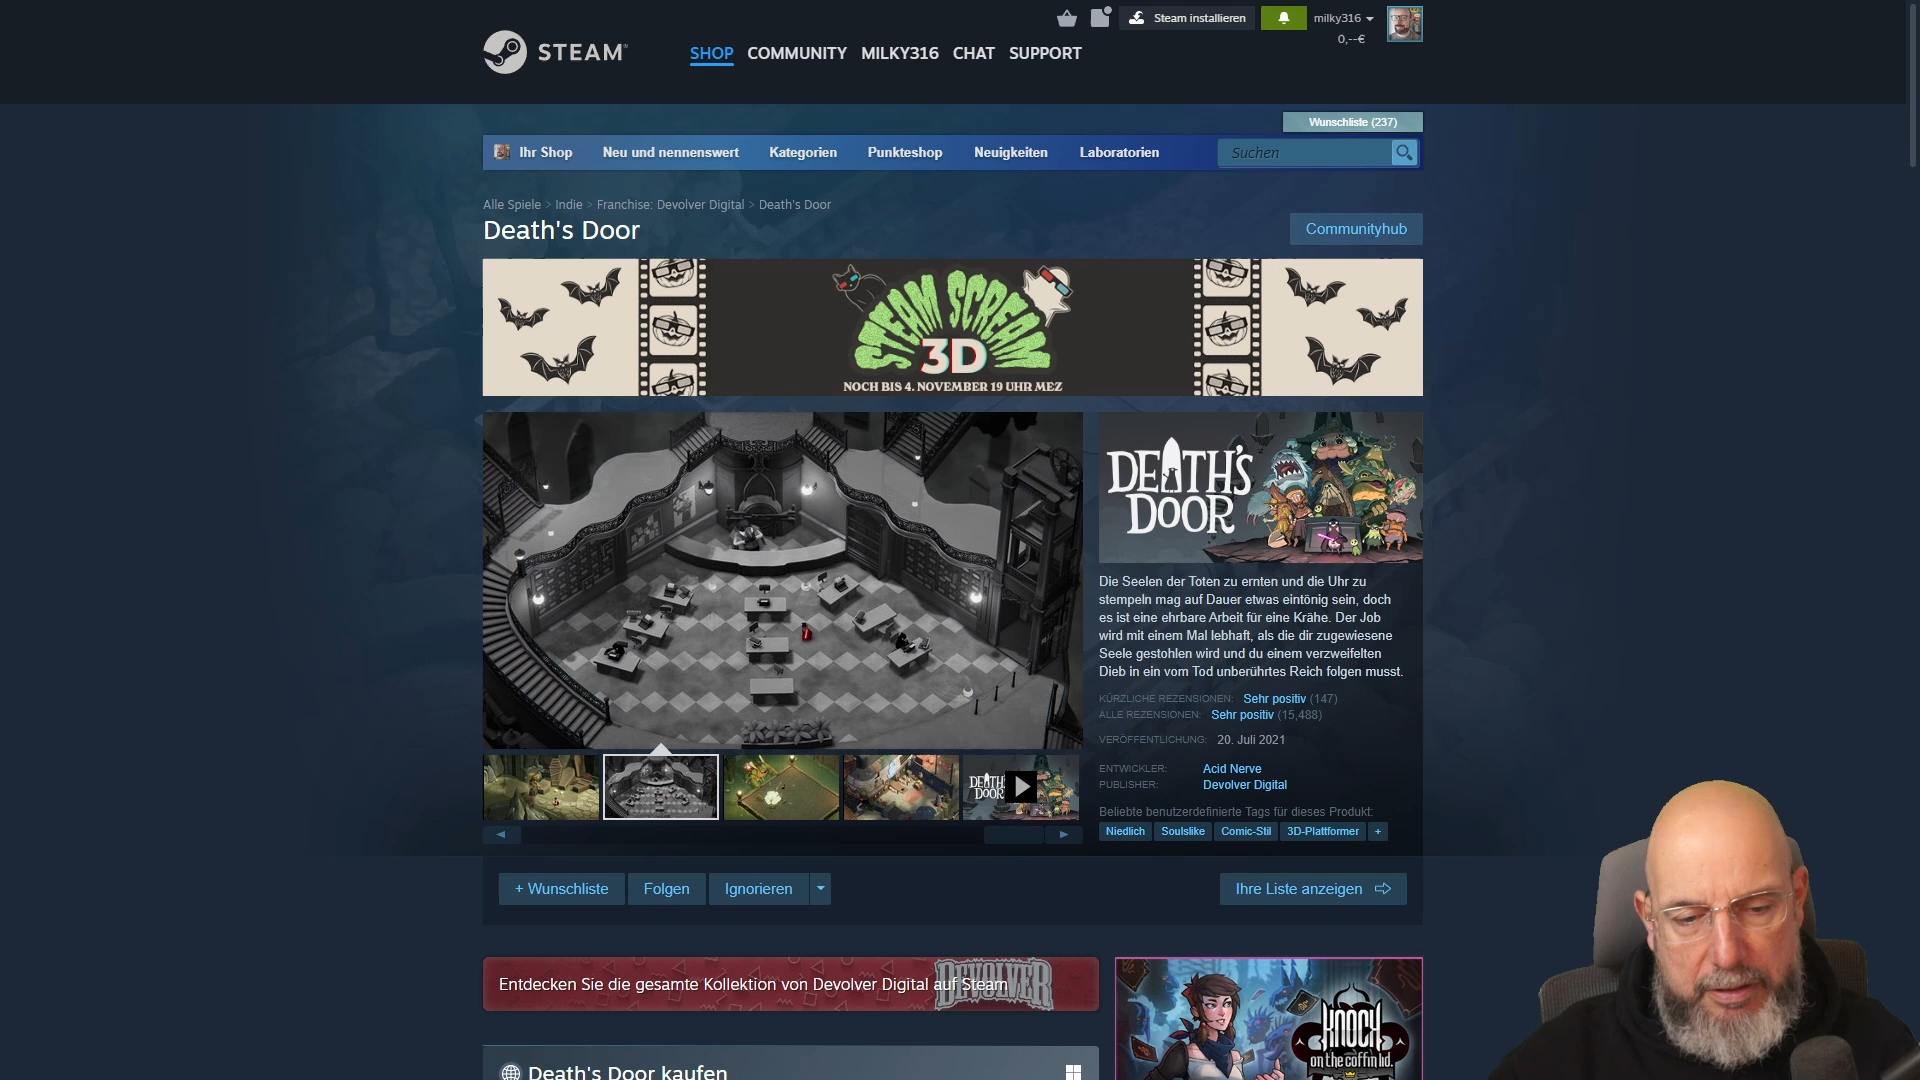 Steam installieren
milky316
0,--€
STEAM
SHOP
COMMUNITY
MILKY316
CHAT
SUPPORT
Wunschliste (237)
Ihr Shop
Neu und nennenswert
Kategorien
Punkteshop
Neuigkeiten
Laboratorien
Suchen
Alle Spiele > Indie > Franchise: Devolver Digital > Death's Door
Death's Door
Communityhub
STEAM SCREAM
3D
NOCH BIS 4. NOVEMBER 19 UHR MEZ
DEATH'S
DOOR
Die Seelen der Toten zu ernten und die Uhr zu
stempeln mag auf Dauer etwas eintönig sein, doch
es ist eine ehrbare Arbeit für eine Krähe. Der Job
wird mit einem Mal lebhaft, als die dir zugewiesene
Seele gestohlen wird und du einem verzweifelten
Dieb in ein vom Tod unberührtes Reich folgen musst.
KÜRZLICHE REZENSIONEN: Sehr positiv (147)
ALLE REZENSIONEN: Sehr positiv (15,488)
VERÖFFENTLICHUNG: 20. Juli 2021
ENTWICKLER: Acid Nerve
PUBLISHER: Devolver Digital
Beliebte benutzerdefinierte Tags für dieses Produkt:
Niedlich
Soulslike
Comic-Stil
3D-Plattformer
+
DEATH'S
DOOR
+ Wunschliste
Folgen
Ignorieren
Ihre Liste anzeigen
Entdecken Sie die gesamte Kollektion von Devolver Digital auf Steam
DEVOLVER
KNOCK
on the coffin lid.
Death's Door kaufen